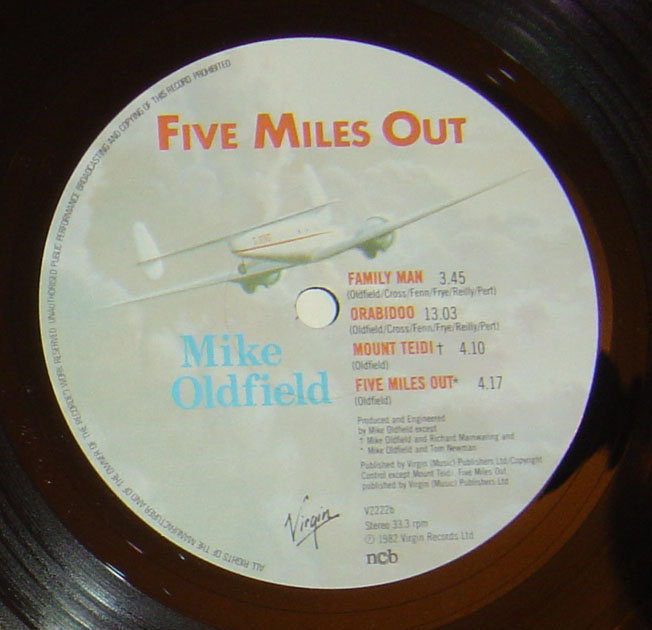 ALL RIGHTS OF THE MANUFACTURER AND OF THE OWNER OF THE RECORDED WORK RESERVED. UNAUTHORISED PUBLIC PERFORMANCE BROADCASTING AND COPYING OF THIS RECORD PROHIBITED
FIVE MILES OUT
FAMILY MAN 3.45
(Oldfield/Cross/Fenn/Frye/Reilly/Pert)
ORABIDOO 13.03
(Oldfield/Cross/Fenn/Frye/Reilly/Pert)
MOUNT TEIDI † 4.10
(Oldfield)
FIVE MILES OUT* 4.17
(Oldfield)
Mike
Oldfield
Produced and Engineered
by Mike Oldfield except
† Mike Oldfield and Richard Mainwaring and
* Mike Oldfield and Tom Newman
Published by Virgin (Music) Publishers Ltd/Copyright
Control except Mount Teidi. Five Miles Out
published by Virgin (Music) Publishers Ltd
Virgin
V2222b
Stereo 33.3 rpm
℗ 1982 Virgin Records Ltd
ncb